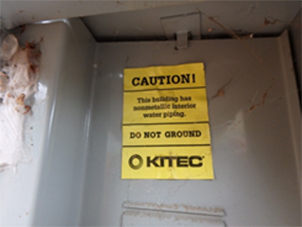 CAUTION!
This building has
nonmetallic interior
water piping.
DO NOT GROUND
KITEC